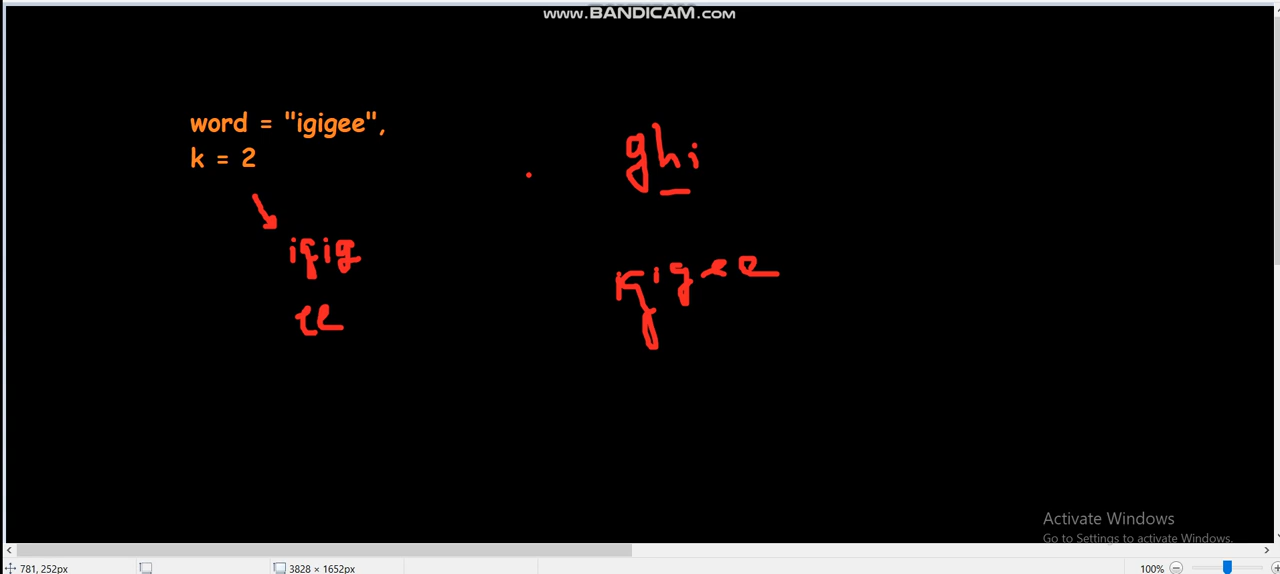 www.BANDICAM.com
word = "igigee",
k = 2
ghi
igig
ee
igigee
Activate Windows
Go to Settings to activate Windows.
781, 252px
3828 × 1652px
100%